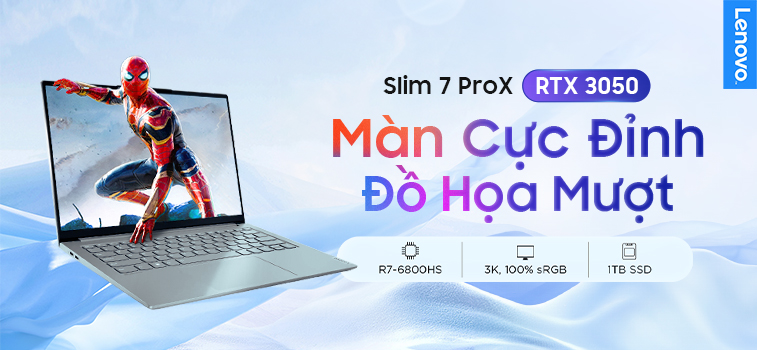 Lenovo
Slim 7 ProX RTX 3050
Màn Cực Đỉnh
Đồ Họa Mượt
R7-6800HS
3K, 100% sRGB
1TB SSD